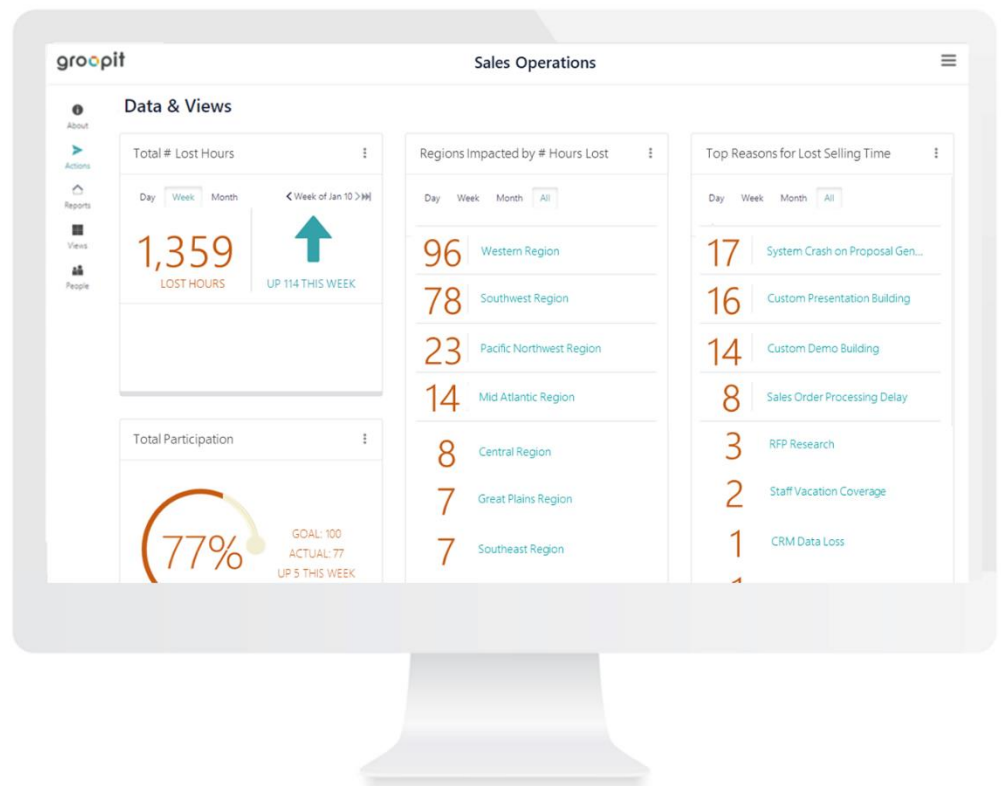 groopit
Sales Operations
About
Actions
Reports
Views
People
Data & Views
Total # Lost Hours
Day Week Month Week of Jan 10
1,359
LOST HOURS
UP 114 THIS WEEK
Total Participation
77%
GOAL: 100
ACTUAL: 77
UP 5 THIS WEEK
Regions Impacted by # Hours Lost
Day Week Month All
96 Western Region
78 Southwest Region
23 Pacific Northwest Region
14 Mid Atlantic Region
8 Central Region
7 Great Plains Region
7 Southeast Region
Top Reasons for Lost Selling Time
Day Week Month All
17 System Crash on Proposal Gen...
16 Custom Presentation Building
14 Custom Demo Building
8 Sales Order Processing Delay
3 RFP Research
2 Staff Vacation Coverage
1 CRM Data Loss